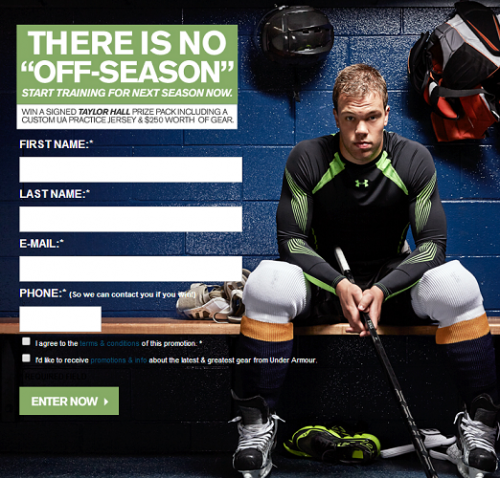 THERE IS NO
“OFF-SEASON”
START TRAINING FOR NEXT SEASON NOW.
WIN A SIGNED TAYLOR HALL PRIZE PACK INCLUDING A
CUSTOM UA PRACTICE JERSEY & $250 WORTH OF GEAR.
FIRST NAME:*
LAST NAME:*
E-MAIL:*
PHONE:* (So we can contact you if you win!)
I agree to the terms & conditions of this promotion. *
I'd like to receive promotions & info about the latest & greatest gear from Under Armour.
ENTER NOW